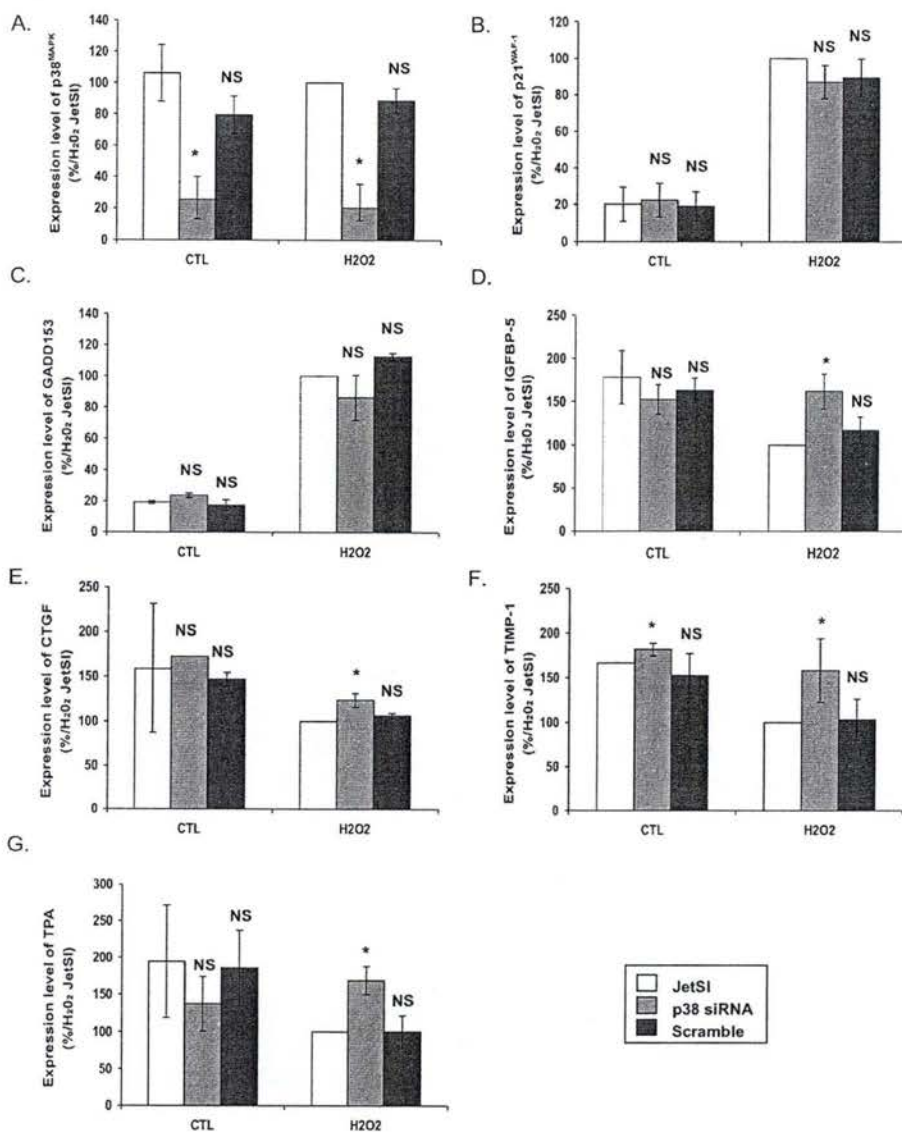 A.
Expression level of p38MAPK
(%/H₂O₂ JetSI)
140
120
100
80
60
40
20
0
*
NS
*
NS
CTL
H2O2
B.
Expression level of p21WAF-1
(%/H₂O₂ JetSI)
120
100
80
60
40
20
0
NS
NS
NS
NS
CTL
H2O2
C.
Expression level of GADD153
(%/H₂O₂ JetSI)
140
120
100
80
60
40
20
0
NS
NS
NS
NS
CTL
H2O2
D.
Expression level of IGFBP-5
(%/H₂O₂ JetSI)
250
200
150
100
50
0
NS
NS
*
NS
CTL
H2O2
E.
Expression level of CTGF
(%/H₂O₂ JetSI)
250
200
150
100
50
0
NS
NS
*
NS
CTL
H2O2
F.
Expression level of TIMP-1
(%/H₂O₂ JetSI)
250
200
150
100
50
0
*
NS
*
NS
CTL
H2O2
G.
Expression level of TPA
(%/H₂O₂ JetSI)
300
250
200
150
100
50
0
NS
NS
*
NS
CTL
H2O2
JetSI
p38 siRNA
Scramble